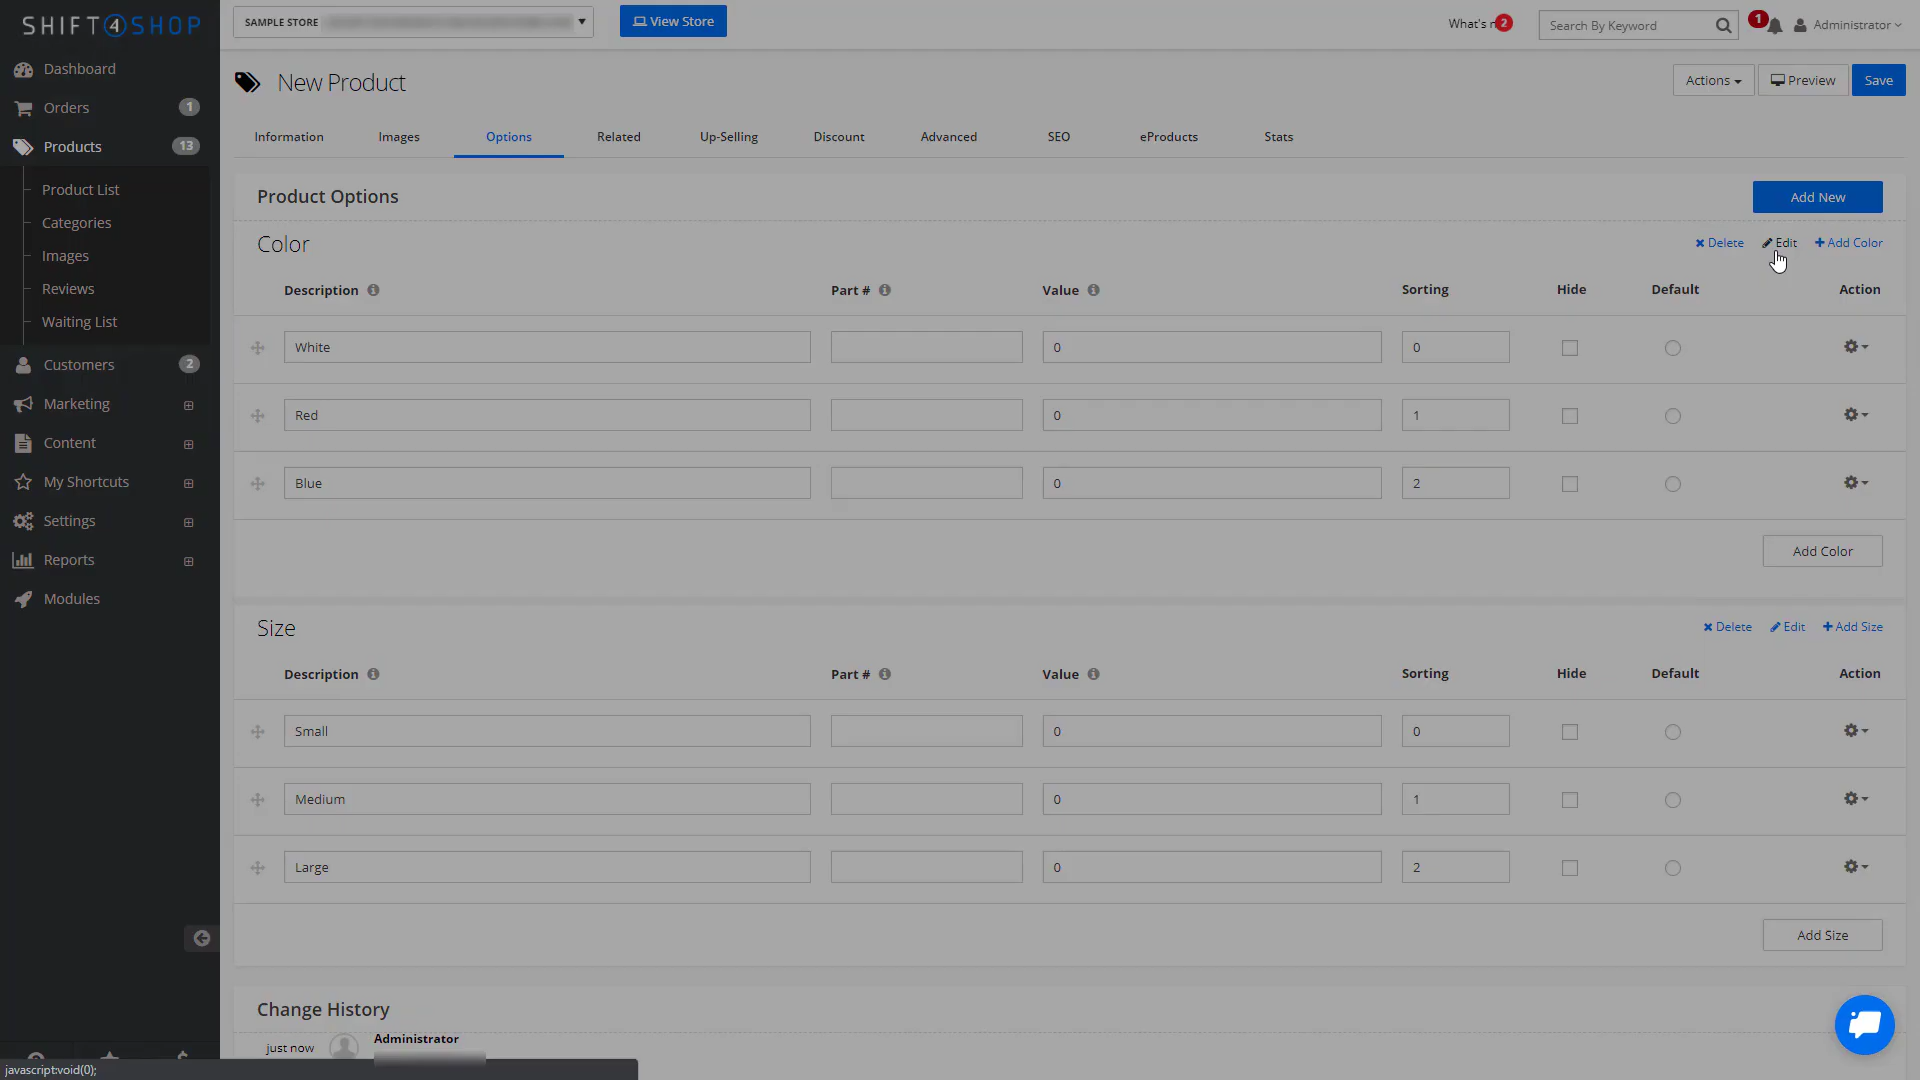 SHIFT4SHOP
SAMPLE STORE
View Store
What's n
2
Search By Keyword
1
Administrator
Dashboard
Orders 1
Products 13
Product List
Categories
Images
Reviews
Waiting List
Customers 2
Marketing
Content
My Shortcuts
Settings
Reports
Modules
New Product
Actions
Preview
Save
Information Images Options Related Up-Selling Discount Advanced SEO eProducts Stats
Product Options
Add New
Color
Delete Edit Add Color
Description Part # Value Sorting Hide Default Action
White 0 0
Red 0 1
Blue 0 2
Add Color
Size
Delete Edit Add Size
Description Part # Value Sorting Hide Default Action
Small 0 0
Medium 0 1
Large 0 2
Add Size
Change History
just now
Administrator
javascript:void(0);